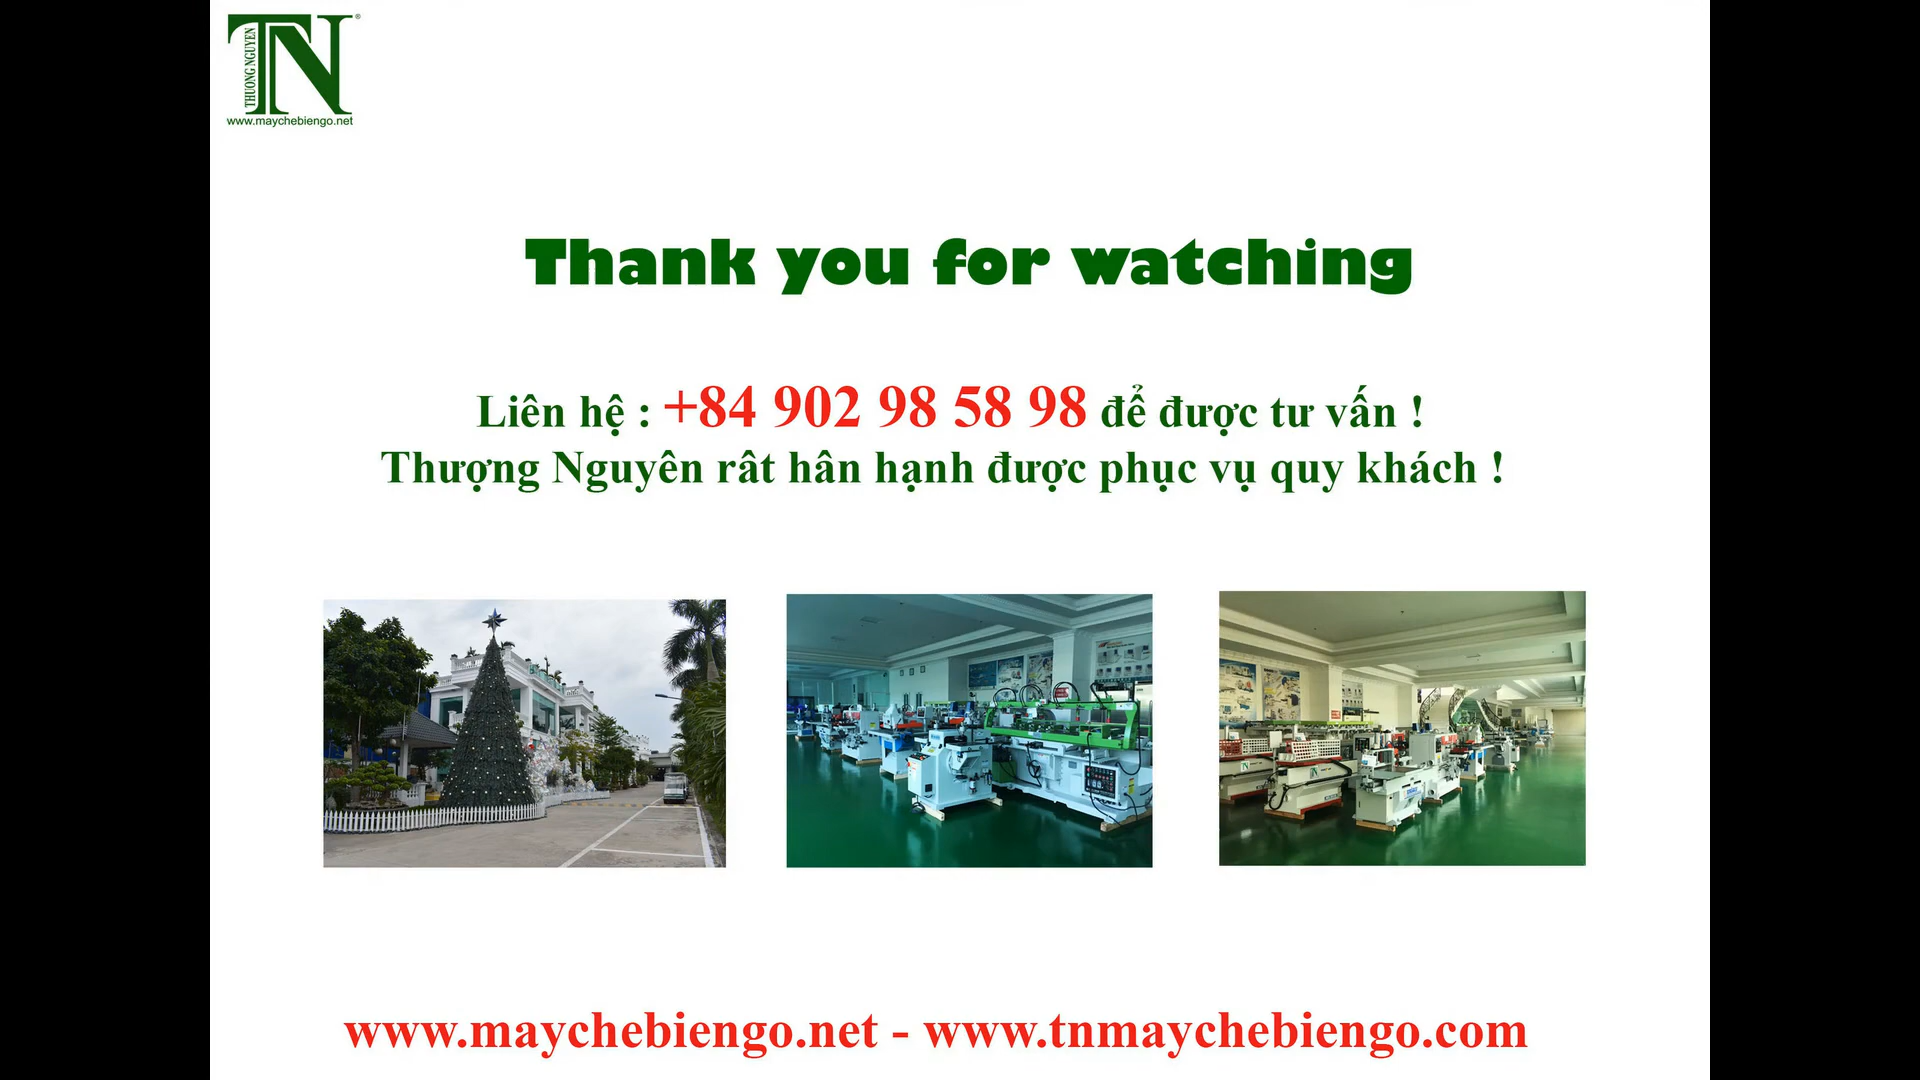 TN®
THUONG NGUYEN
www.maychebiengo.net
Thank you for watching
Liên hệ : +84 902 98 58 98 để được tư vấn !
Thượng Nguyên rât hân hạnh được phục vụ quy khách !
www.maychebiengo.net - www.tnmaychebiengo.com